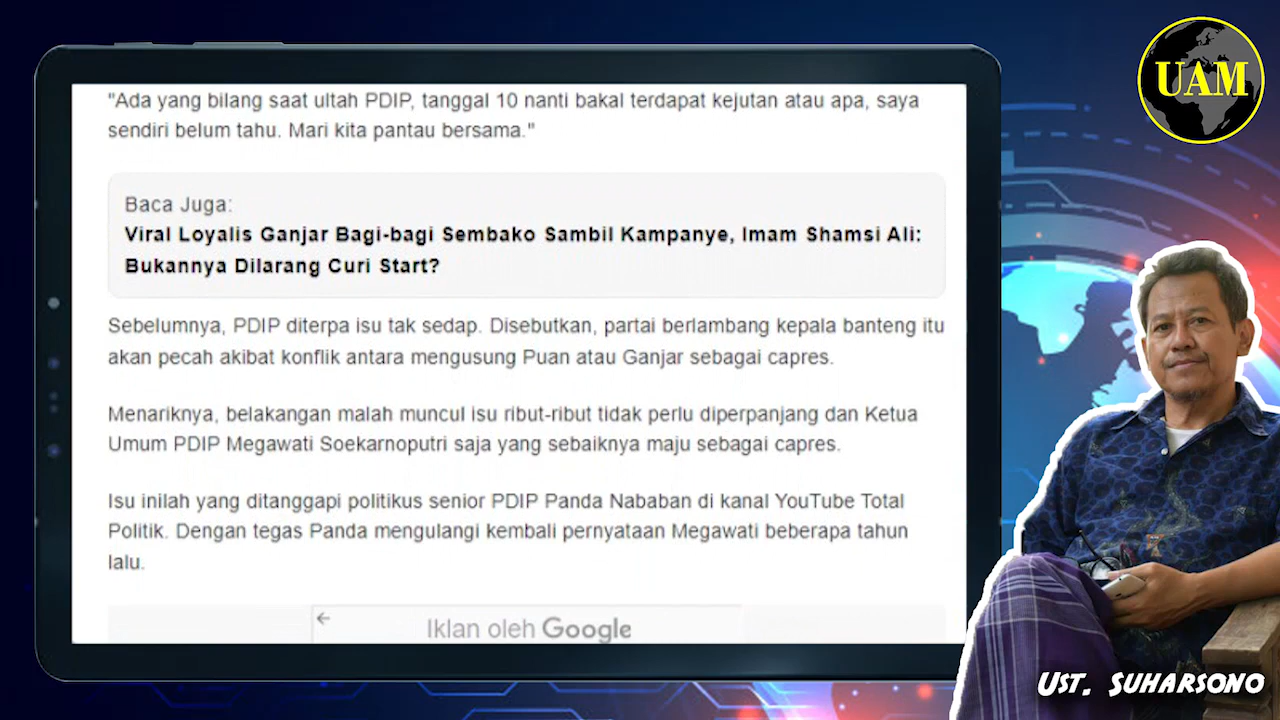 "Ada yang bilang saat ultah PDIP, tanggal 10 nanti bakal terdapat kejutan atau apa, saya
sendiri belum tahu. Mari kita pantau bersama."
Baca Juga:
Viral Loyalis Ganjar Bagi-bagi Sembako Sambil Kampanye, Imam Shamsi Ali:
Bukannya Dilarang Curi Start?
Sebelumnya, PDIP diterpa isu tak sedap. Disebutkan, partai berlambang kepala banteng itu
akan pecah akibat konflik antara mengusung Puan atau Ganjar sebagai capres.
Menariknya, belakangan malah muncul isu ribut-ribut tidak perlu diperpanjang dan Ketua
Umum PDIP Megawati Soekarnoputri saja yang sebaiknya maju sebagai capres.
Isu inilah yang ditanggapi politikus senior PDIP Panda Nababan di kanal YouTube Total
Politik. Dengan tegas Panda mengulangi kembali pernyataan Megawati beberapa tahun
lalu.
Iklan oleh Google
UAM
UST. SUHARSONO